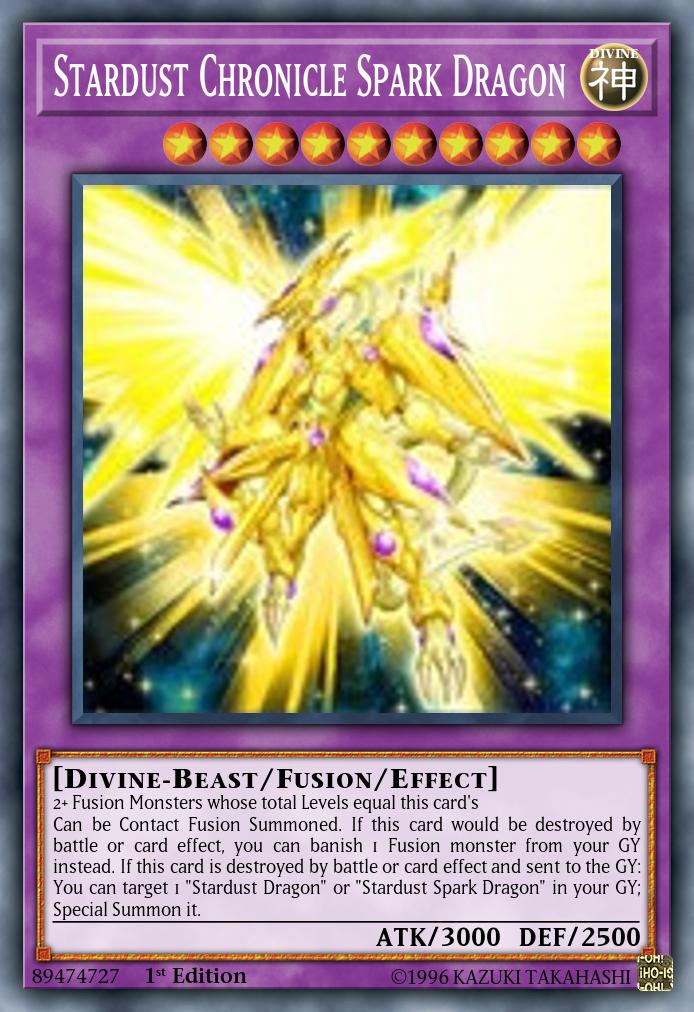 Stardust Chronicle Spark Dragon
DIVINE
神
[Divine-Beast/Fusion/Effect]
2+ Fusion Monsters whose total Levels equal this card's
Can be Contact Fusion Summoned. If this card would be destroyed by
battle or card effect, you can banish 1 Fusion monster from your GY
instead. If this card is destroyed by battle or card effect and sent to the GY:
You can target 1 "Stardust Dragon" or "Stardust Spark Dragon" in your GY;
Special Summon it.
ATK/3000 DEF/2500
89474727 1st Edition ©1996 KAZUKI TAKAHASHI